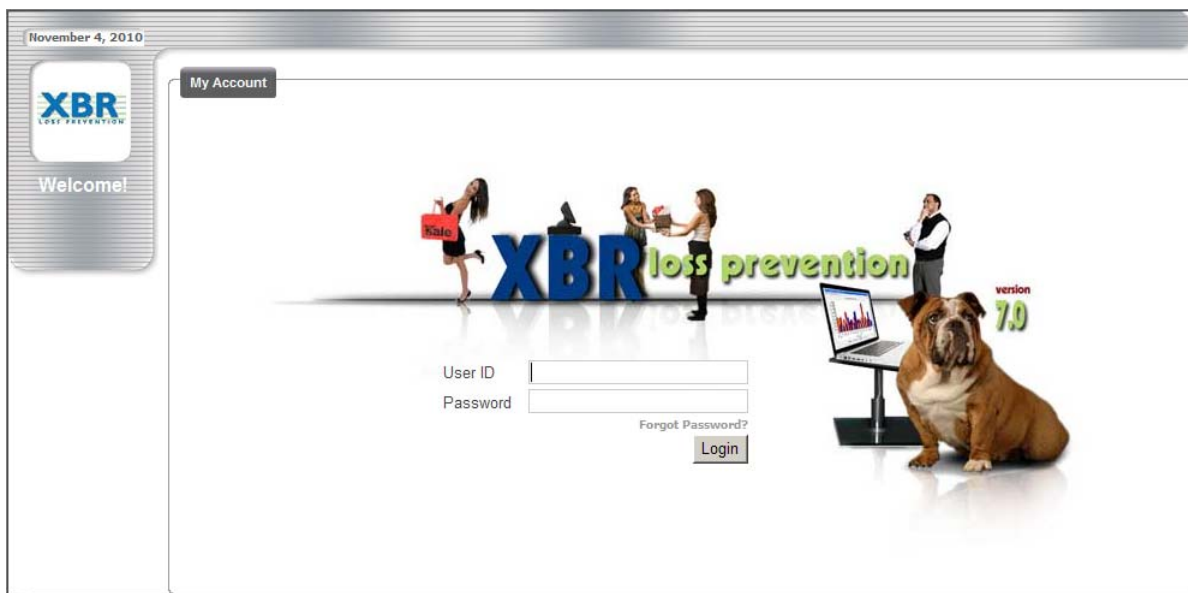 November 4, 2010
XBR
LOSS PREVENTION
Welcome!
My Account
Sale
XBR loss prevention
version
7.0
User ID
Password
Forgot Password?
Login